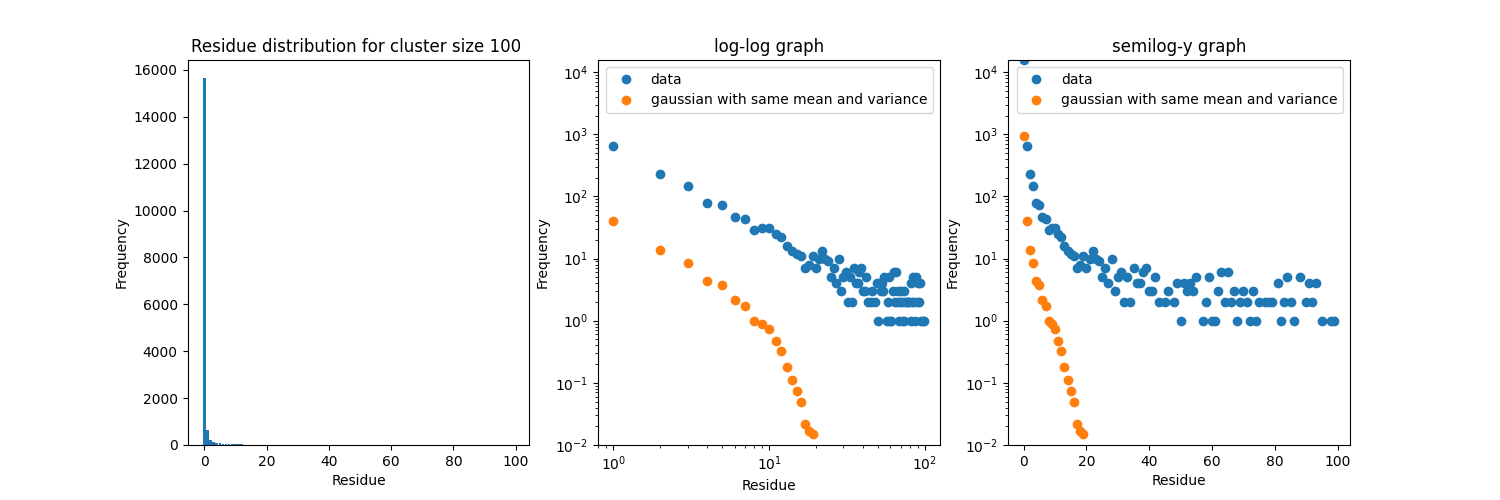 Residue distribution for cluster size 100
16000
14000
12000
10000
8000
6000
4000
2000
0
Frequency
0 20 40 60 80 100
Residue
log-log graph
data
gaussian with same mean and variance
10⁴
10³
10²
10¹
10⁰
10⁻¹
10⁻²
Frequency
10⁰ 10¹ 10²
Residue
semilog-y graph
data
gaussian with same mean and variance
10⁴
10³
10²
10¹
10⁰
10⁻¹
10⁻²
Frequency
0 20 40 60 80 100
Residue